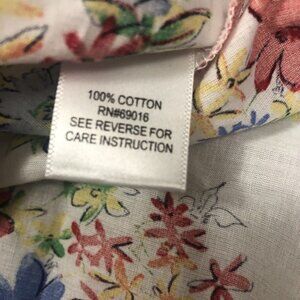 100% COTTON
RN#69016
SEE REVERSE FOR
CARE INSTRUCTION